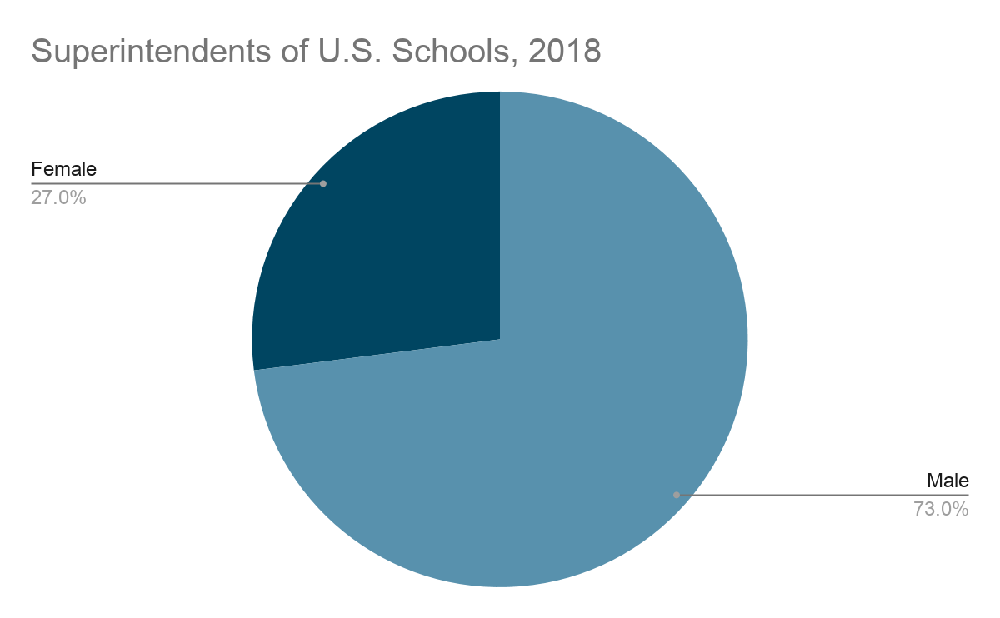 Superintendents of U.S. Schools, 2018
Female
27.0%
Male
73.0%